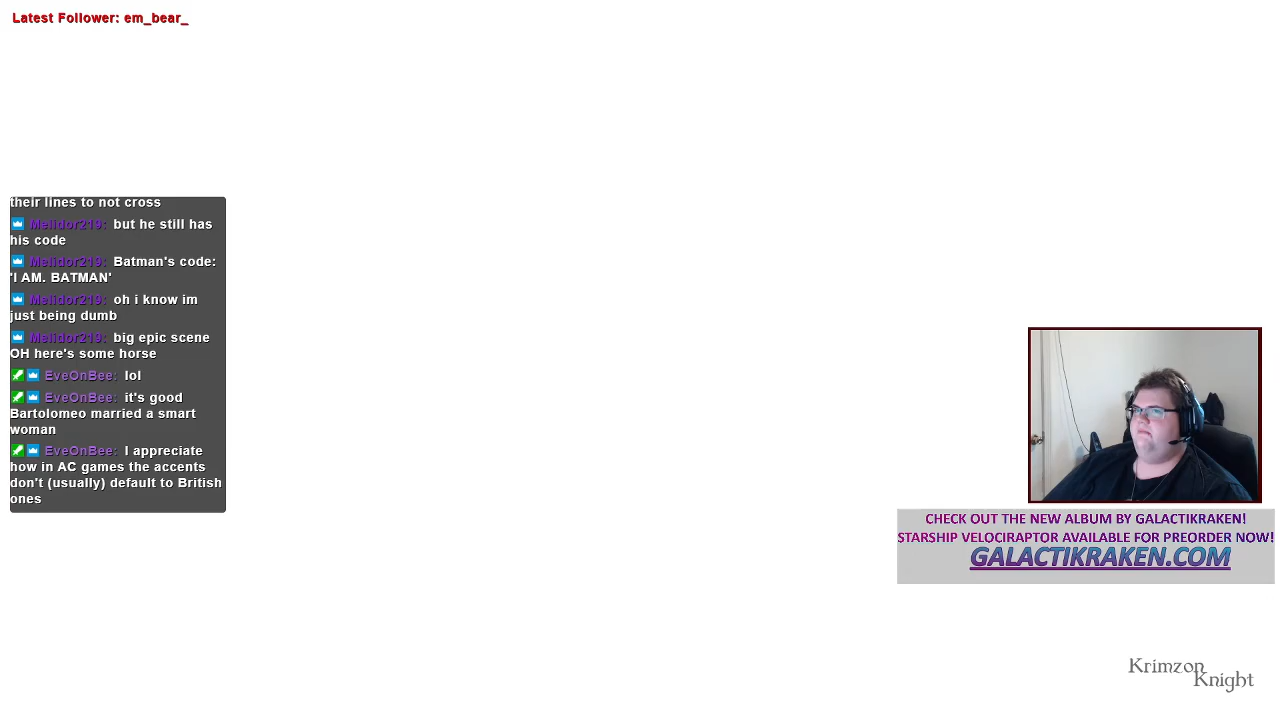 Latest Follower: em_bear_
their lines to not cross
Melidor219: but he still has
his code
Melidor219: Batman's code:
'I AM. BATMAN'
Melidor219: oh i know im
just being dumb
Melidor219: big epic scene
OH here's some horse
EveOnBee: lol
EveOnBee: it's good
Bartolomeo married a smart
woman
EveOnBee: I appreciate
how in AC games the accents
don't (usually) default to British
ones
CHECK OUT THE NEW ALBUM BY GALACTIKRAKEN!
STARSHIP VELOCIRAPTOR AVAILABLE FOR PREORDER NOW!
GALACTIKRAKEN.COM
Krimzon
Knight